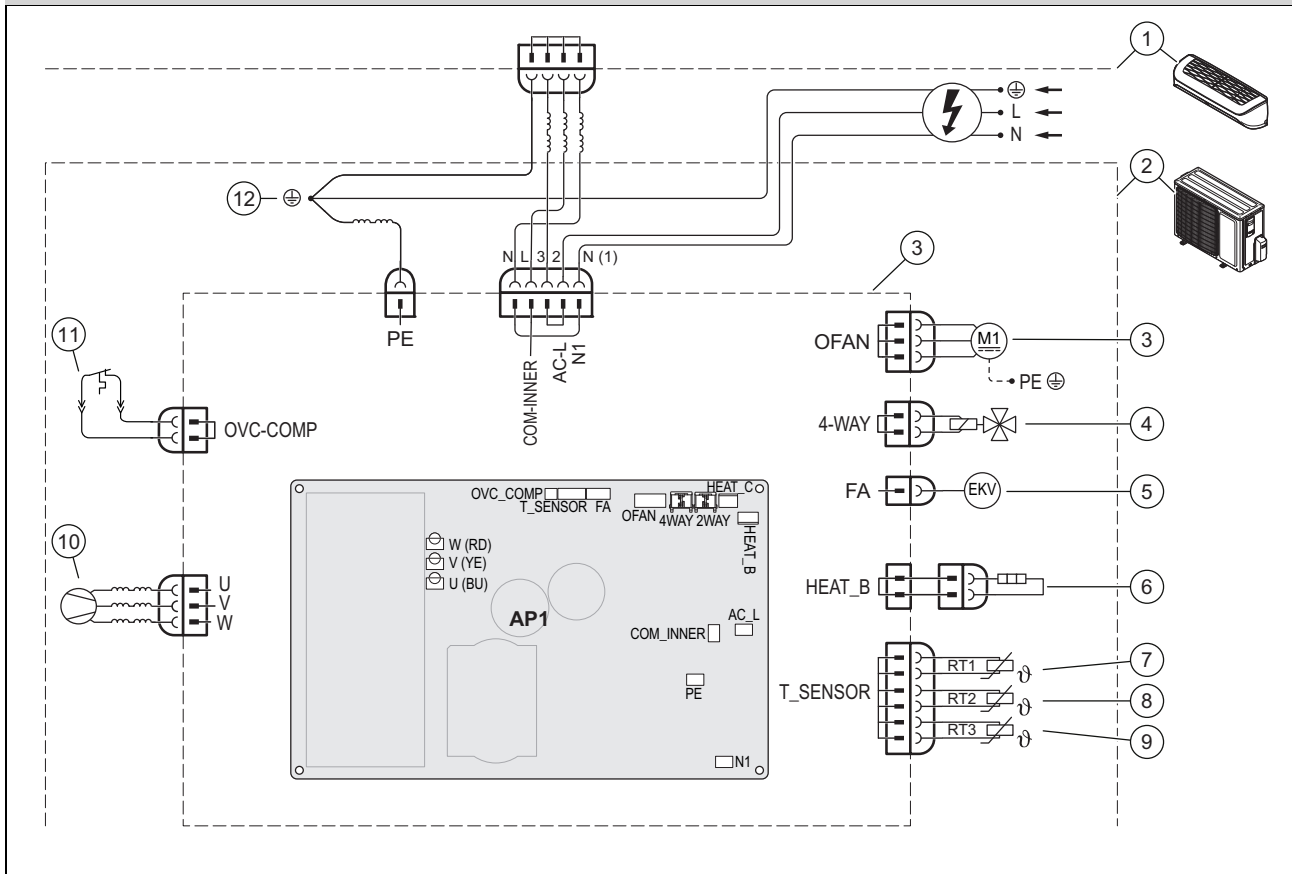 1
L
N
2
12
N L 3 2 N (1)
3
PE
COM-INNER
AC-L
N1
11
OVC-COMP
OFAN
M1
3
PE
4-WAY
4
FA
EKV
5
OVC_COMP
T_SENSOR FA
OFAN
4WAY 2WAY
HEAT_C
HEAT_B
W (RD)
V (YE)
U (BU)
AP1
COM_INNER
AC_L
PE
N1
10
U
V
W
HEAT_B
6
T_SENSOR
RT1
ϑ
7
RT2
ϑ
8
RT3
ϑ
9